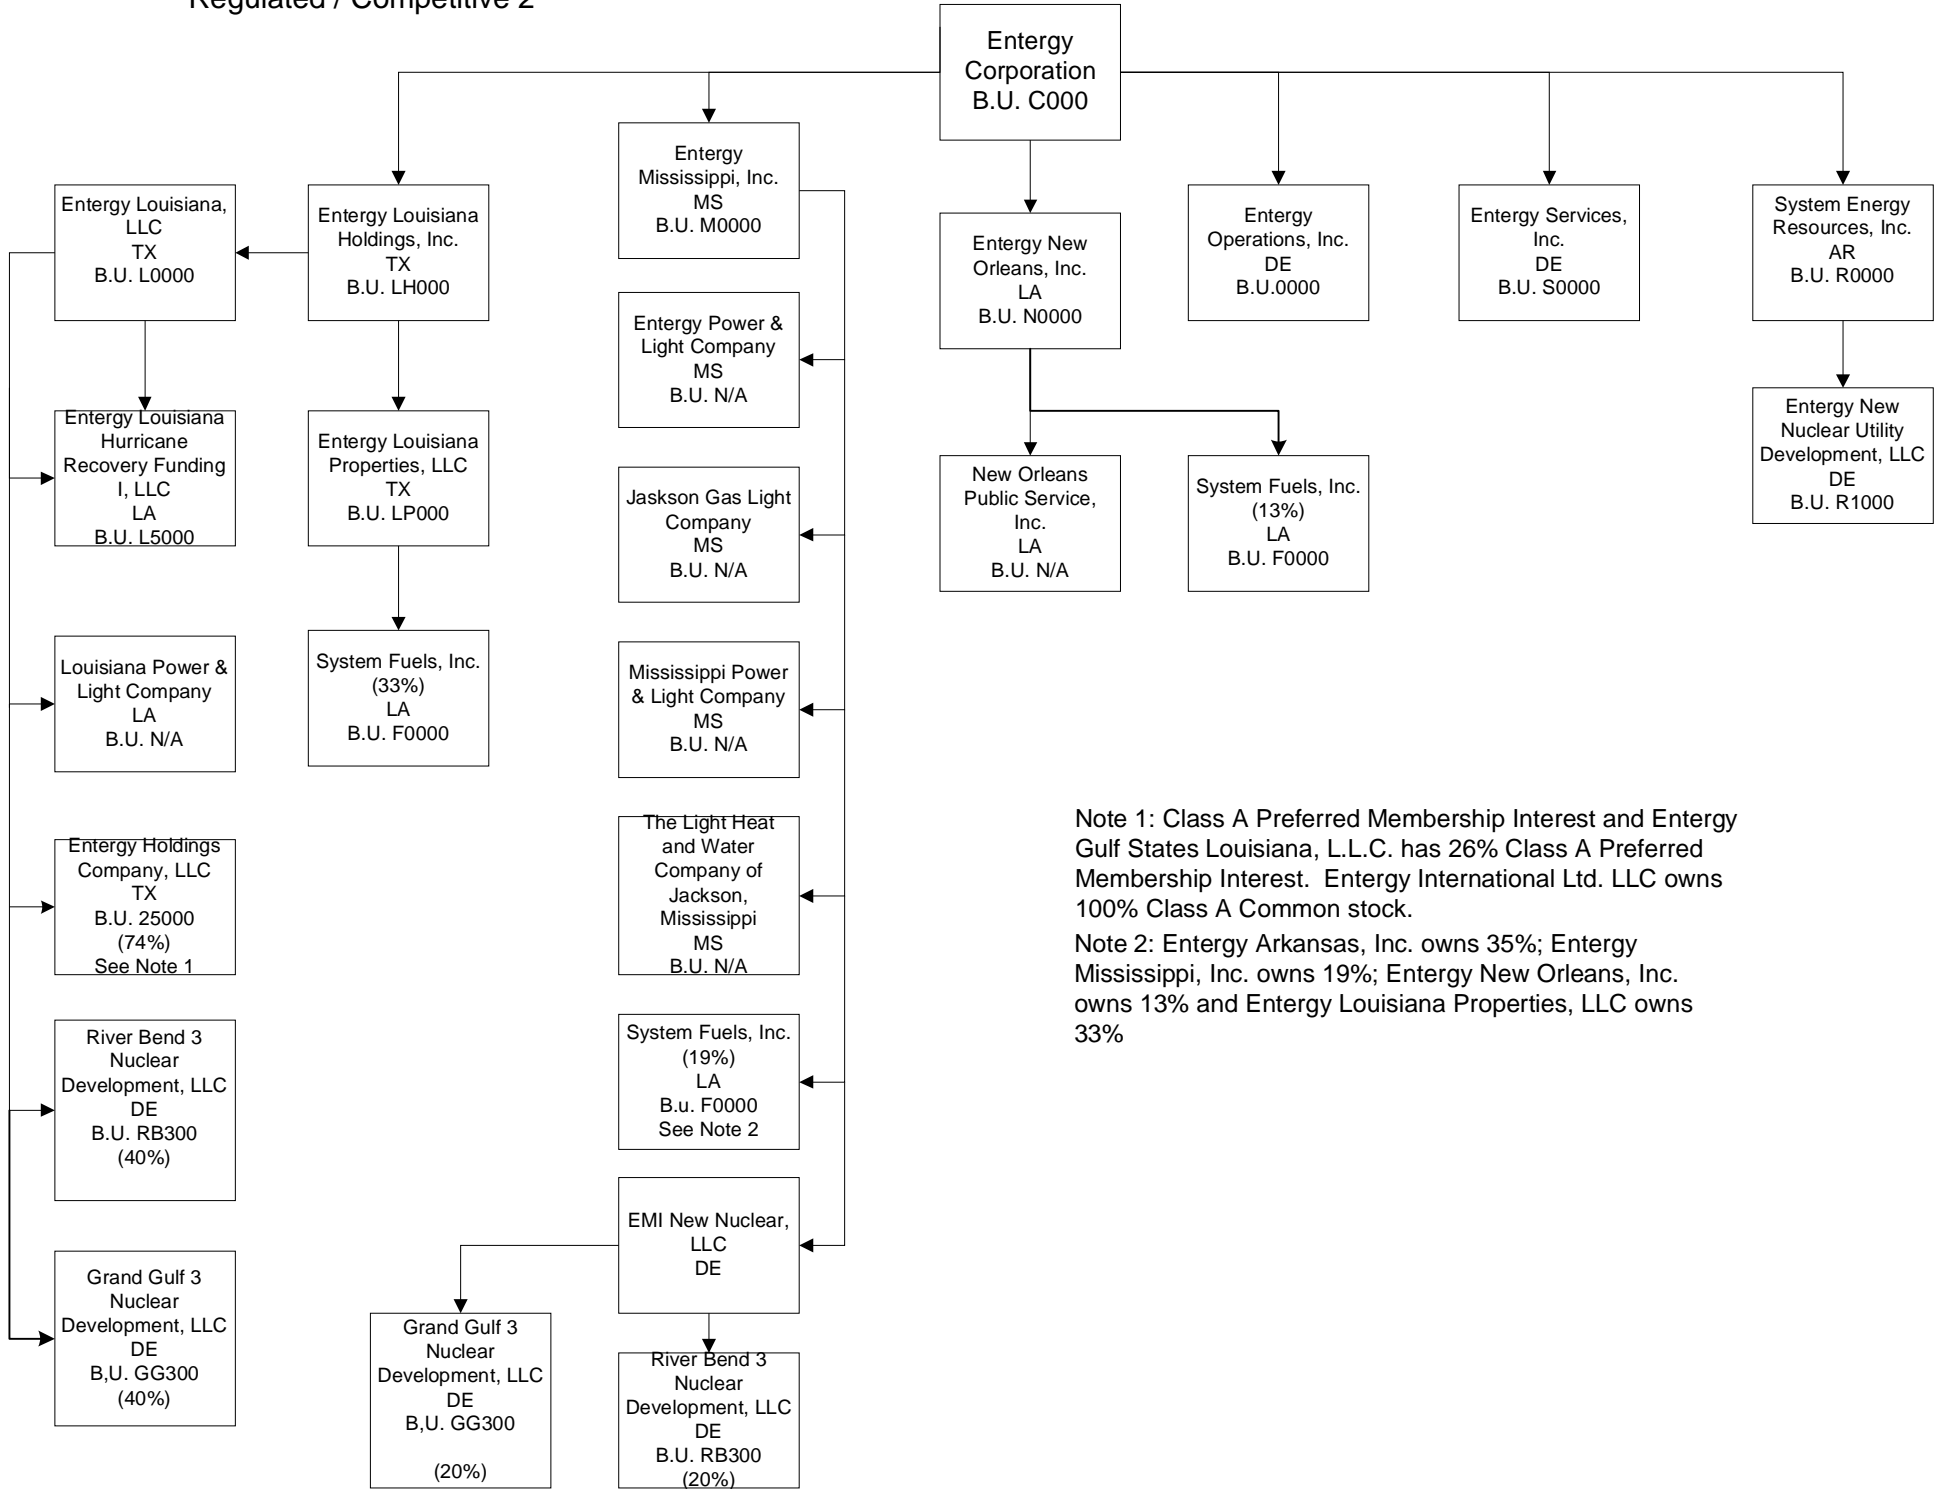 Regulated / Competitive 2
Entergy
Corporation
B.U. C000
Entergy Louisiana,
LLC
TX
B.U. L0000
Entergy Louisiana
Holdings, Inc.
TX
B.U. LH000
Entergy
Mississippi, Inc.
MS
B.U. M0000
Entergy New
Orleans, Inc.
LA
B.U. N0000
Entergy
Operations, Inc.
DE
B.U.0000
Entergy Services,
Inc.
DE
B.U. S0000
System Energy
Resources, Inc.
AR
B.U. R0000
Entergy Louisiana
Hurricane
Recovery Funding
I, LLC
LA
B.U. L5000
Entergy Louisiana
Properties, LLC
TX
B.U. LP000
Entergy Power &
Light Company
MS
B.U. N/A
Jaskson Gas Light
Company
MS
B.U. N/A
New Orleans
Public Service,
Inc.
LA
B.U. N/A
System Fuels, Inc.
(13%)
LA
B.U. F0000
Entergy New
Nuclear Utility
Development, LLC
DE
B.U. R1000
Louisiana Power &
Light Company
LA
B.U. N/A
System Fuels, Inc.
(33%)
LA
B.U. F0000
Mississippi Power
& Light Company
MS
B.U. N/A
Entergy Holdings
Company, LLC
TX
B.U. 25000
(74%)
See Note 1
The Light Heat
and Water
Company of
Jackson,
Mississippi
MS
B.U. N/A
Note 1: Class A Preferred Membership Interest and Entergy
Gulf States Louisiana, L.L.C. has 26% Class A Preferred
Membership Interest.  Entergy International Ltd. LLC owns
100% Class A Common stock.
Note 2: Entergy Arkansas, Inc. owns 35%; Entergy
Mississippi, Inc. owns 19%; Entergy New Orleans, Inc.
owns 13% and Entergy Louisiana Properties, LLC owns
33%
River Bend 3
Nuclear
Development, LLC
DE
B.U. RB300
(40%)
System Fuels, Inc.
(19%)
LA
B.u. F0000
See Note 2
Grand Gulf 3
Nuclear
Development, LLC
DE
B,U. GG300
(40%)
EMI New Nuclear,
LLC
DE
Grand Gulf 3
Nuclear
Development, LLC
DE
B,U. GG300
(20%)
River Bend 3
Nuclear
Development, LLC
DE
B.U. RB300
(20%)